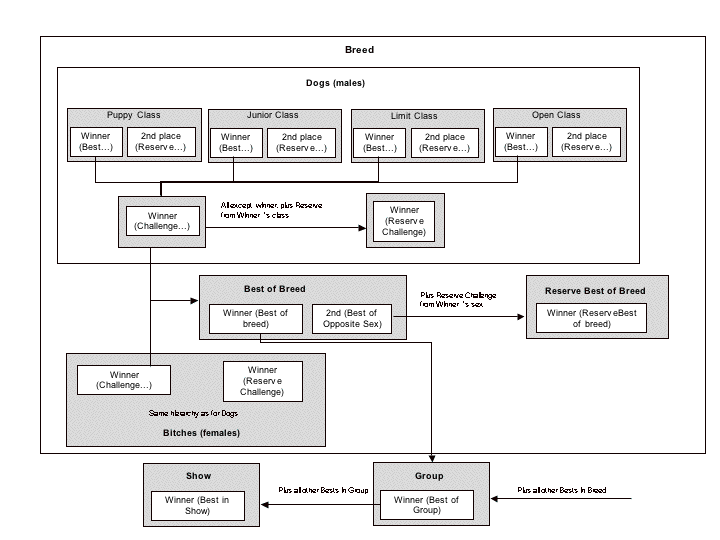 Breed
Dogs (males)
Puppy Class
Junior Class
Limit Class
Open Class
Winner
(Best...)
2nd place
(Reserve...)
Winner
(Best...)
2nd place
(Reserve...)
Winner
(Best...)
2nd place
(Reserve...)
Winner
(Best...)
2nd place
(Reserve...)
Winner
(Challenge...)
All except winner, plus Reserve
from Winner's class
Winner
(Reserve
Challenge)
Best of Breed
Winner (Best of
breed)
2nd (Best of
Opposite Sex)
Plus Reserve Challenge
from Winner's sex
Reserve Best of Breed
Winner (ReserveBest
of breed)
Winner
(Challenge...)
Winner
(Reserve
Challenge)
Same hierarchy as for Dogs
Bitches (females)
Show
Winner (Best in
Show)
Plus all other Bests in Group
Group
Winner (Best of
Group)
Plus all other Bests in Breed